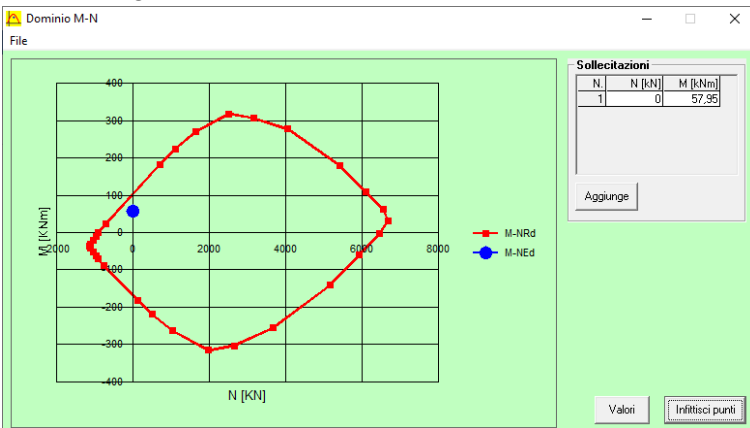 Dominio M-N
File
400
300
200
100
0
-100
-200
-300
-400
M [KNm]
2000
0
2000
4000
6000
8000
N [KN]
M-NRd
M-NEd
Sollecitazioni
N. N [kN] M [kNm]
1 0 57,95
Aggiunge
Valori
Infittisci punti